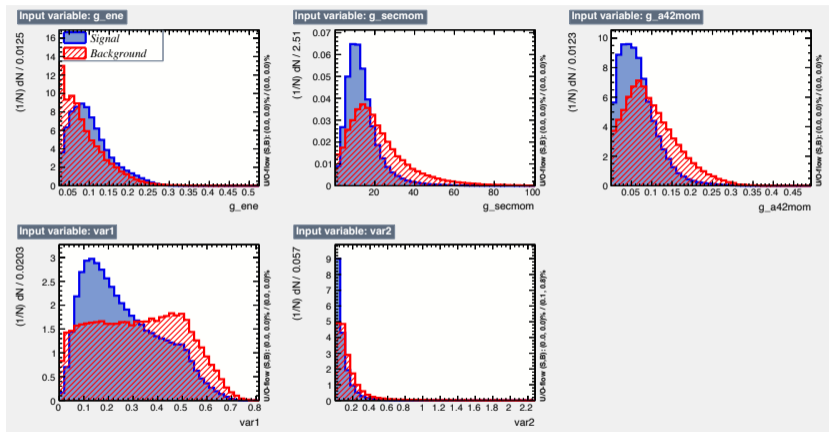 Input variable: g_ene
Input variable: g_secmom
Input variable: g_a42mom
(1/N) dN / 0.0125
16
14
12
10
8
6
4
2
0
Signal
Background
0.05 0.1 0.15 0.2 0.25 0.3 0.35 0.4 0.45 0.5
g_ene
U/O-flow (S,B): (0.0, 0.0)% / (0.0, 0.0)%
(1/N) dN / 2.51
0.07
0.06
0.05
0.04
0.03
0.02
0.01
0
20 40 60 80 100
g_secmom
U/O-flow (S,B): (0.0, 0.0)% / (0.0, 0.0)%
(1/N) dN / 0.0123
10
8
6
4
2
0
0.05 0.1 0.15 0.2 0.25 0.3 0.35 0.4 0.45
g_a42mom
U/O-flow (S,B): (0.0, 0.0)% / (0.0, 0.0)%
Input variable: var1
Input variable: var2
(1/N) dN / 0.0203
3
2.5
2
1.5
1
0.5
0
0 0.1 0.2 0.3 0.4 0.5 0.6 0.7 0.8
var1
U/O-flow (S,B): (0.0, 0.0)% / (0.0, 0.0)%
(1/N) dN / 0.057
9
8
7
6
5
4
3
2
1
0
0.2 0.4 0.6 0.8 1 1.2 1.4 1.6 1.8 2 2.2
var2
U/O-flow (S,B): (0.0, 0.0)% / (0.1, 0.8)%